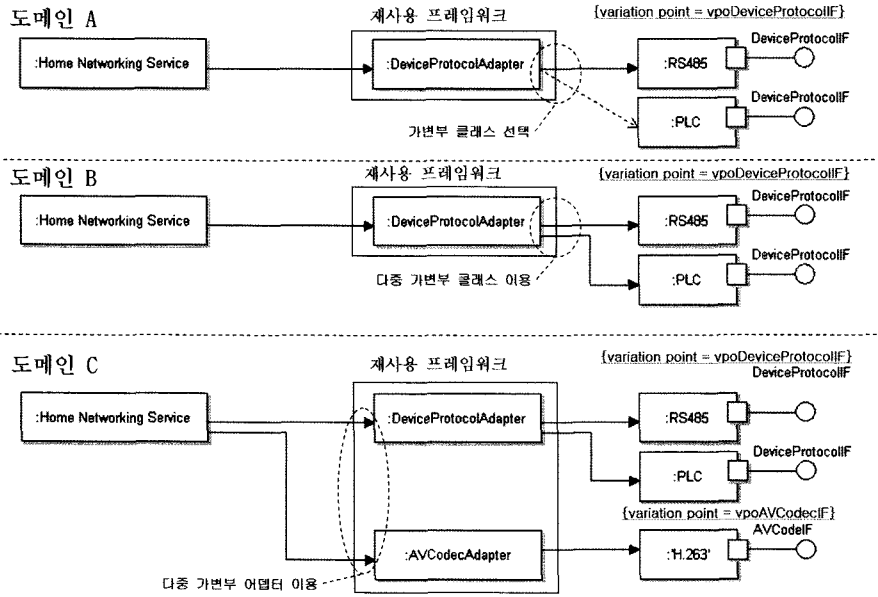 도메인 A
재사용 프레임워크
{variation point = vpoDeviceProtocolIF}
:Home Networking Service
:DeviceProtocolAdapter
:RS485
DeviceProtocolIF
:PLC
DeviceProtocolIF
가변부 클래스 선택
도메인 B
재사용 프레임워크
{variation point = vpoDeviceProtocolIF}
:Home Networking Service
:DeviceProtocolAdapter
:RS485
DeviceProtocolIF
:PLC
DeviceProtocolIF
다중 가변부 클래스 이용
도메인 C
재사용 프레임워크
{variation point = vpoDeviceProtocolIF}
DeviceProtocolIF
:Home Networking Service
:DeviceProtocolAdapter
:RS485
DeviceProtocolIF
:PLC
{variation point = vpoAVCodecIF}
AVCodeIF
:AVCodecAdapter
:'H.263'
다중 가변부 어뎁터 이용